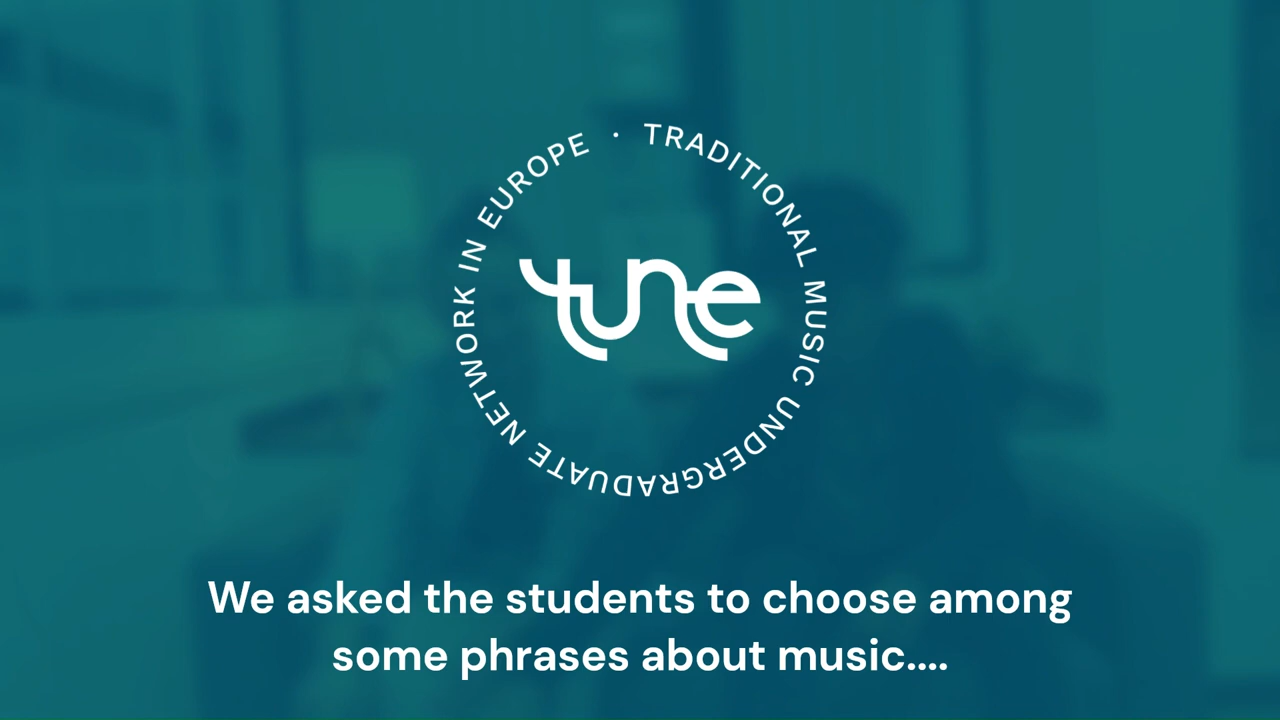 TRADITIONAL MUSIC UNDERGRADUATE NETWORK IN EUROPE ·
tune
We asked the students to choose among
some phrases about music....